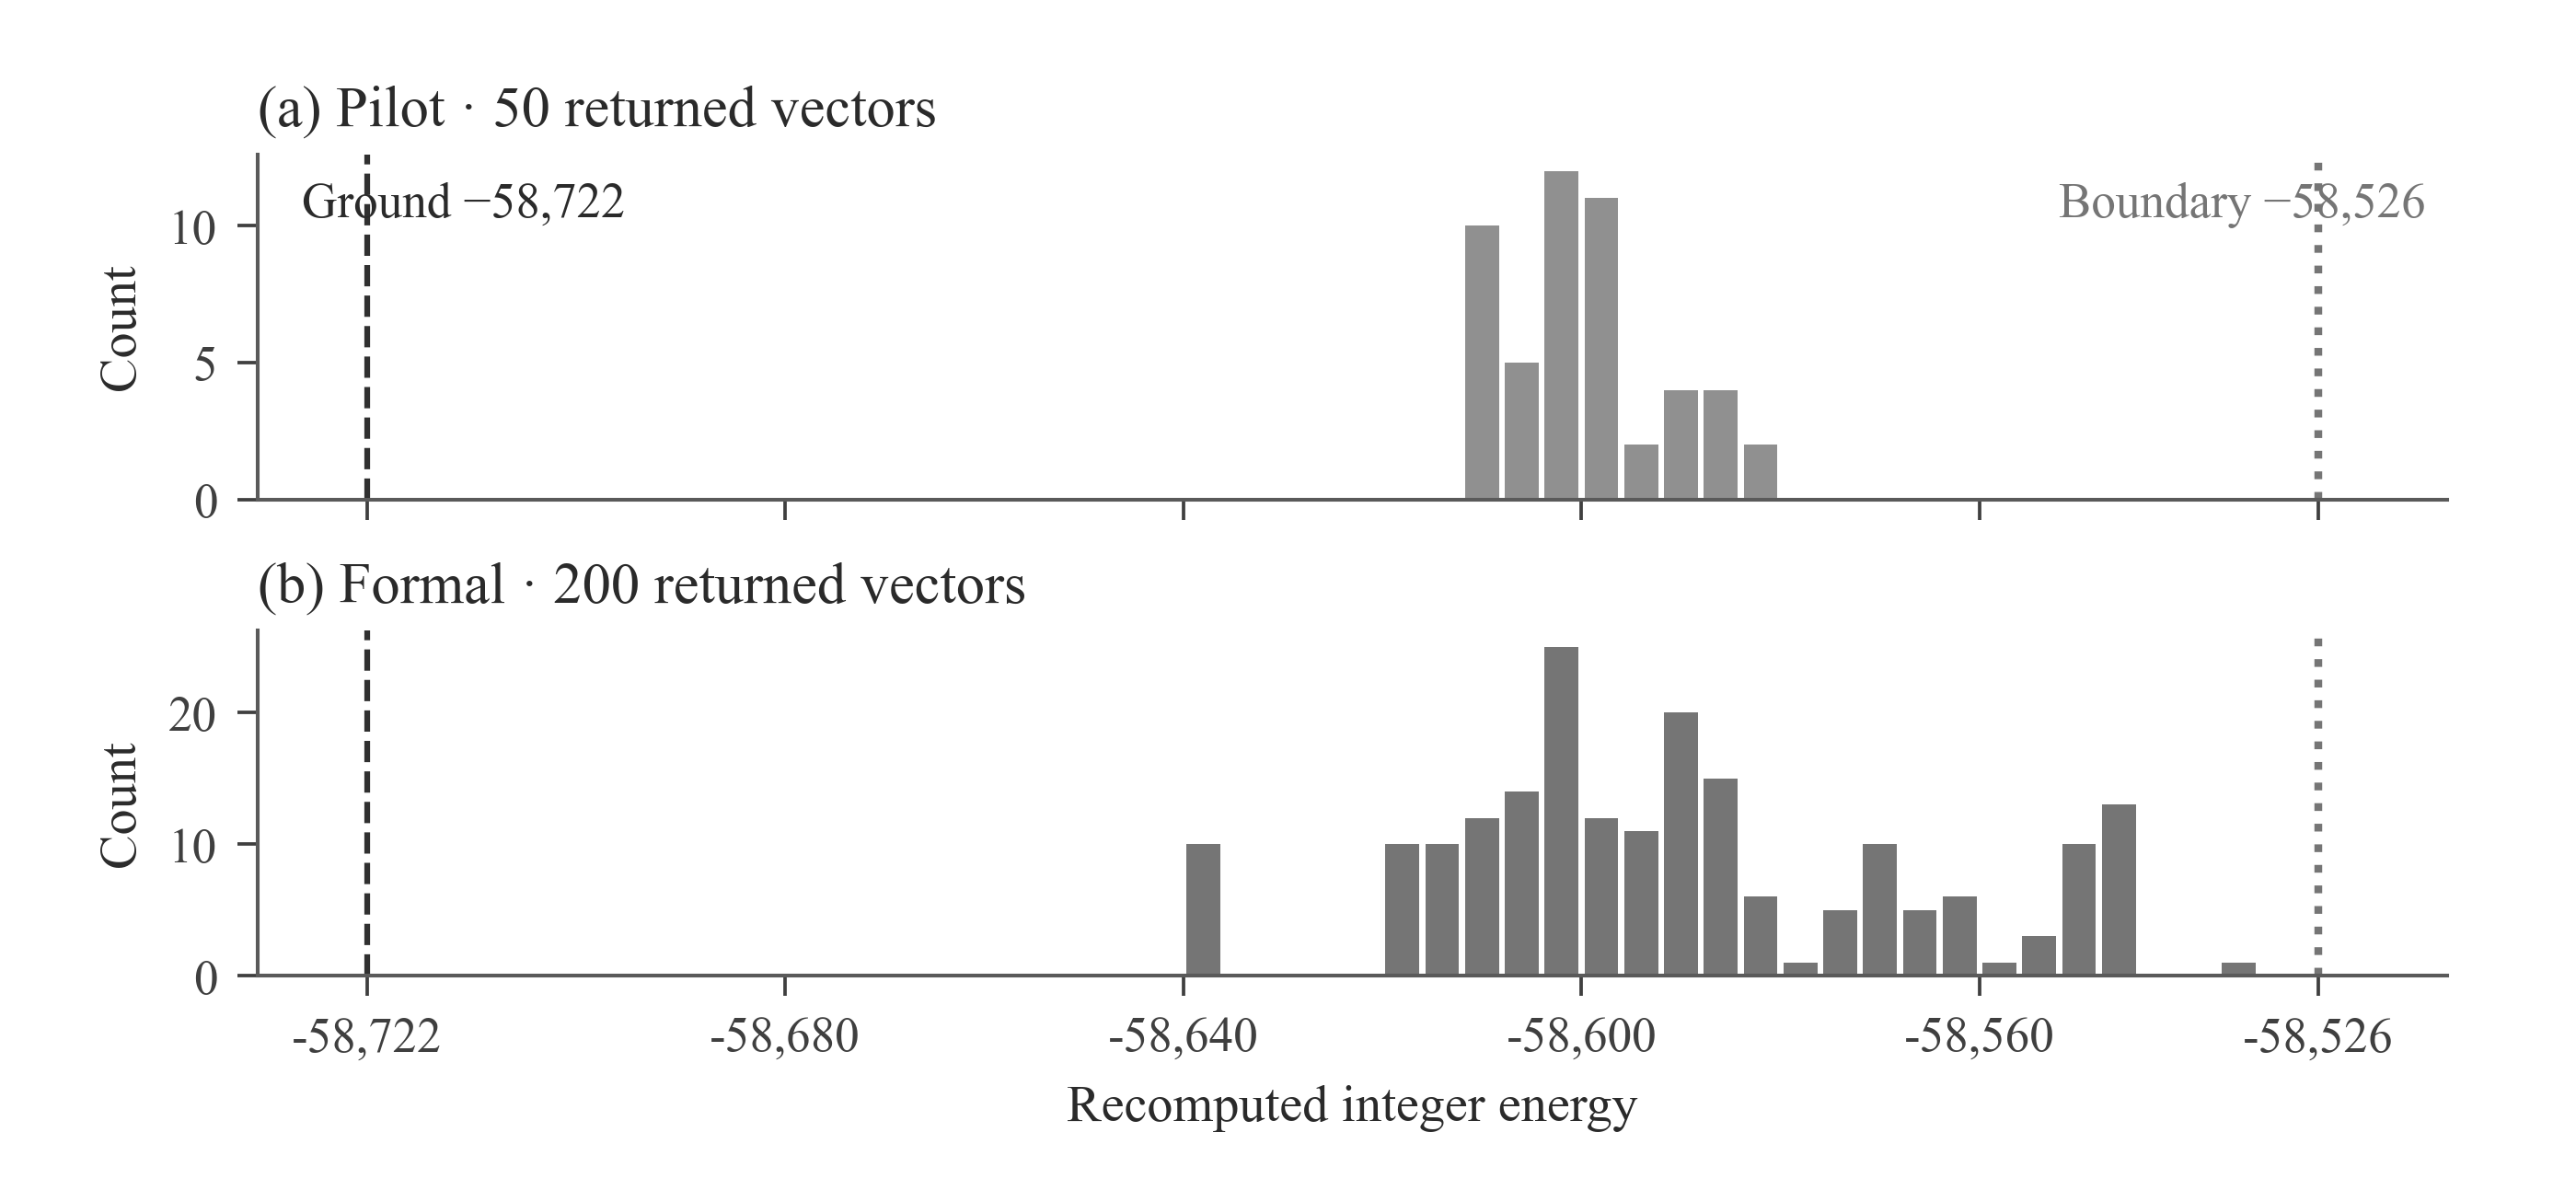 (a) Pilot · 50 returned vectors
Ground −58,722
Boundary −58,526
10
5
0
Count
(b) Formal · 200 returned vectors
20
10
0
Count
-58,722
-58,680
-58,640
-58,600
-58,560
-58,526
Recomputed integer energy